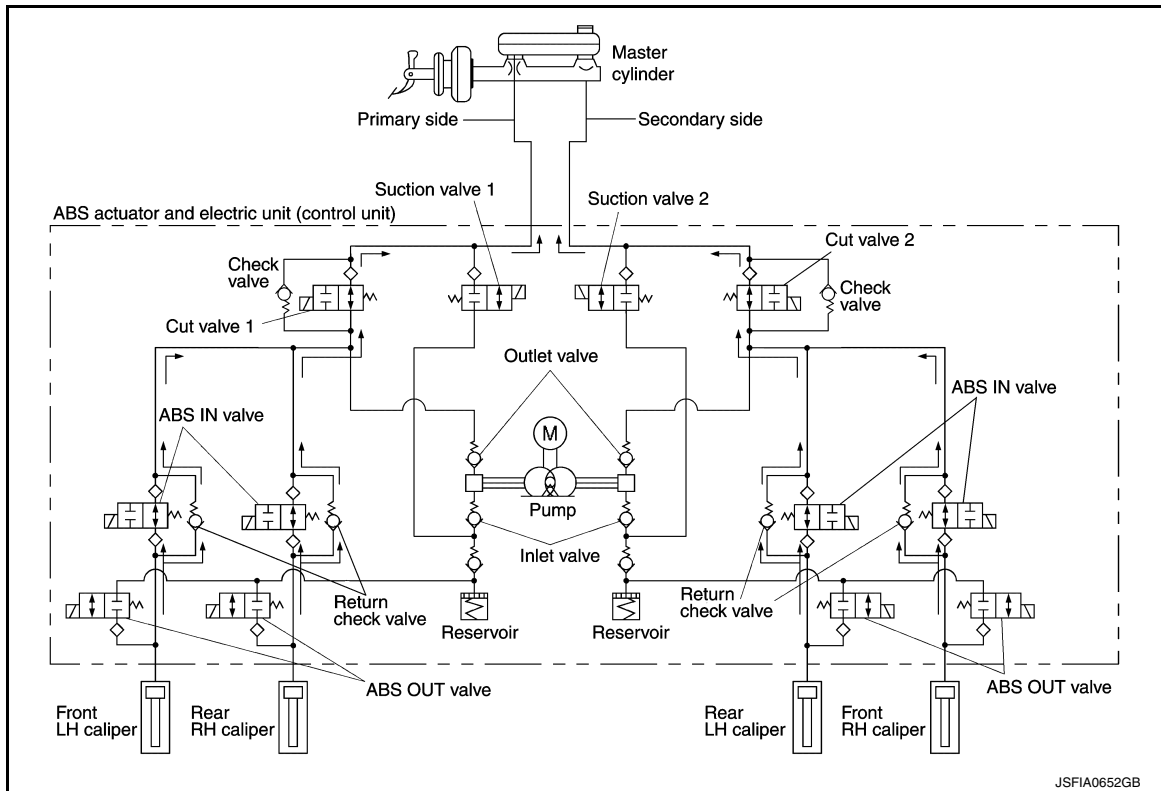 Master
cylinder
Primary side
Secondary side
Suction valve 1
Suction valve 2
ABS actuator and electric unit (control unit)
Cut valve 2
Check
valve
Check
valve
Cut valve 1
Outlet valve
ABS IN valve
ABS IN valve
M
Pump
Inlet valve
Return
check valve
Return
check valve
Reservoir
Reservoir
ABS OUT valve
ABS OUT valve
Front
LH caliper
Rear
RH caliper
Rear
LH caliper
Front
RH caliper
JSFIA0652GB